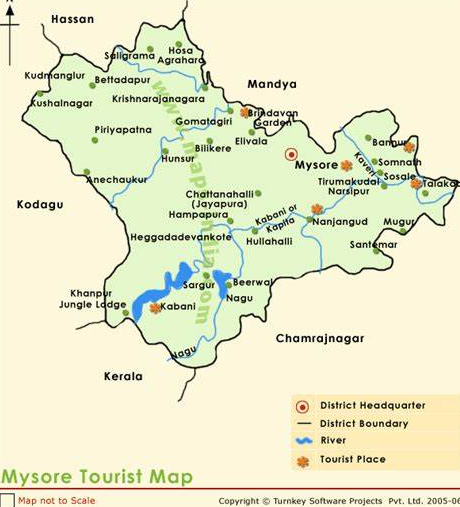 N
Hassan
Hosa
Agrahara
Saligrama
Kudmanglur
Bettadapur
Mandya
Kushalnagar
Krishnarajanagara
Brindavan
Garden
Gomatagiri
Piriyapatna
Bilikere
Elivala
Bannur
Hunsur
Mysore
Kaveri
Somnath
Sosale
Anechaukur
Tirumakudal
Narsipur
Talakad
Chattanahalli
(Jayapura)
Kodagu
Hampapura
Kabani or
Kapila
Nanjangud
Mugur
Heggadadevankote
Hullahalli
Santemar
Sargur
Beerwal
Khanpur
Jungle Lodge
Kabani
Nagu
Chamrajnagar
Nagu
Kerala
District Headquarter
District Boundary
River
Tourist Place
Mysore Tourist Map
Map not to Scale
Copyright © Turnkey Software Projects Pvt. Ltd. 2005-06